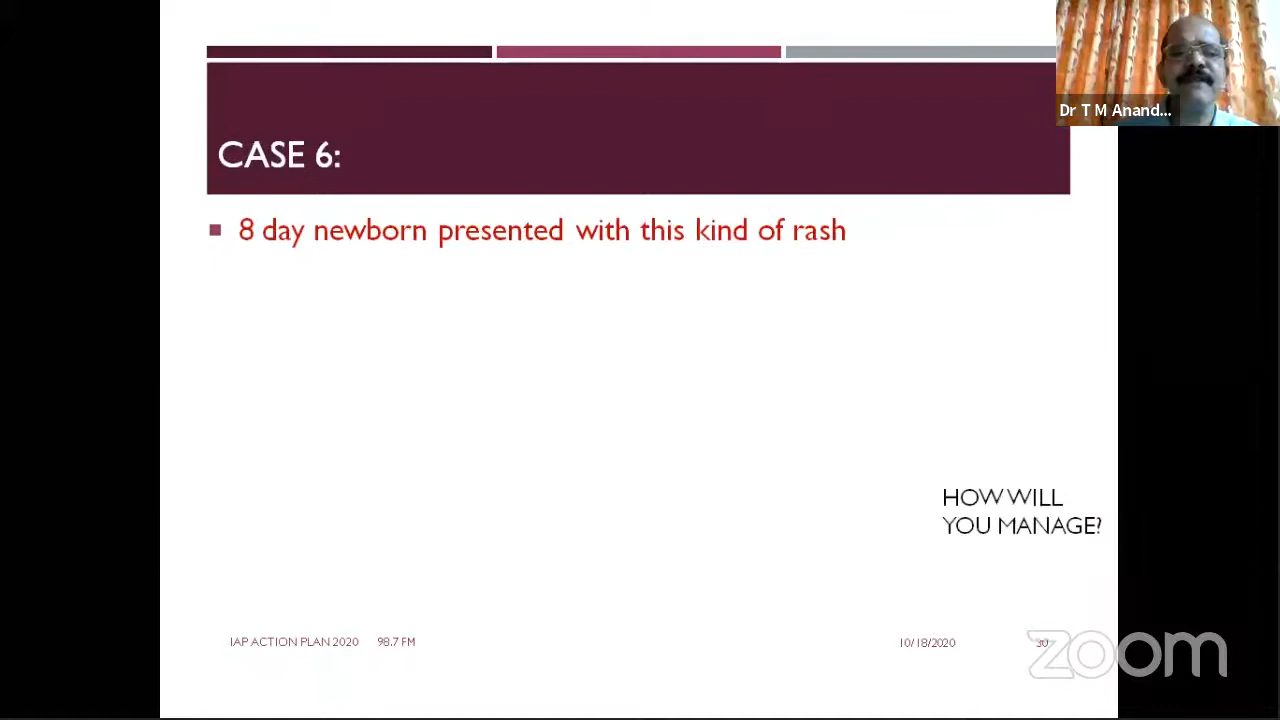 Dr T M Anand...
CASE 6:
8 day newborn presented with this kind of rash
HOW WILL
YOU MANAGE?
IAP ACTION PLAN 2020 98.7 FM
10/18/2020
30
zoom